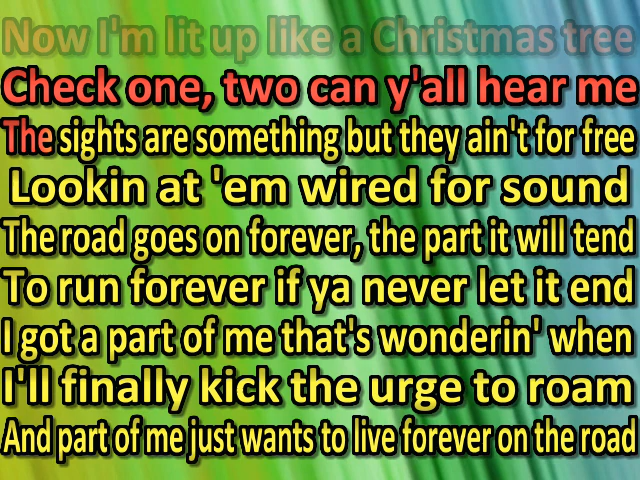 Now I'm lit up like a Christmas tree
Check one, two can y'all hear me
The sights are something but they ain't for free
Lookin at 'em wired for sound
The road goes on forever, the part it will tend
To run forever if ya never let it end
I got a part of me that's wonderin' when
I'll finally kick the urge to roam
And part of me just wants to live forever on the road